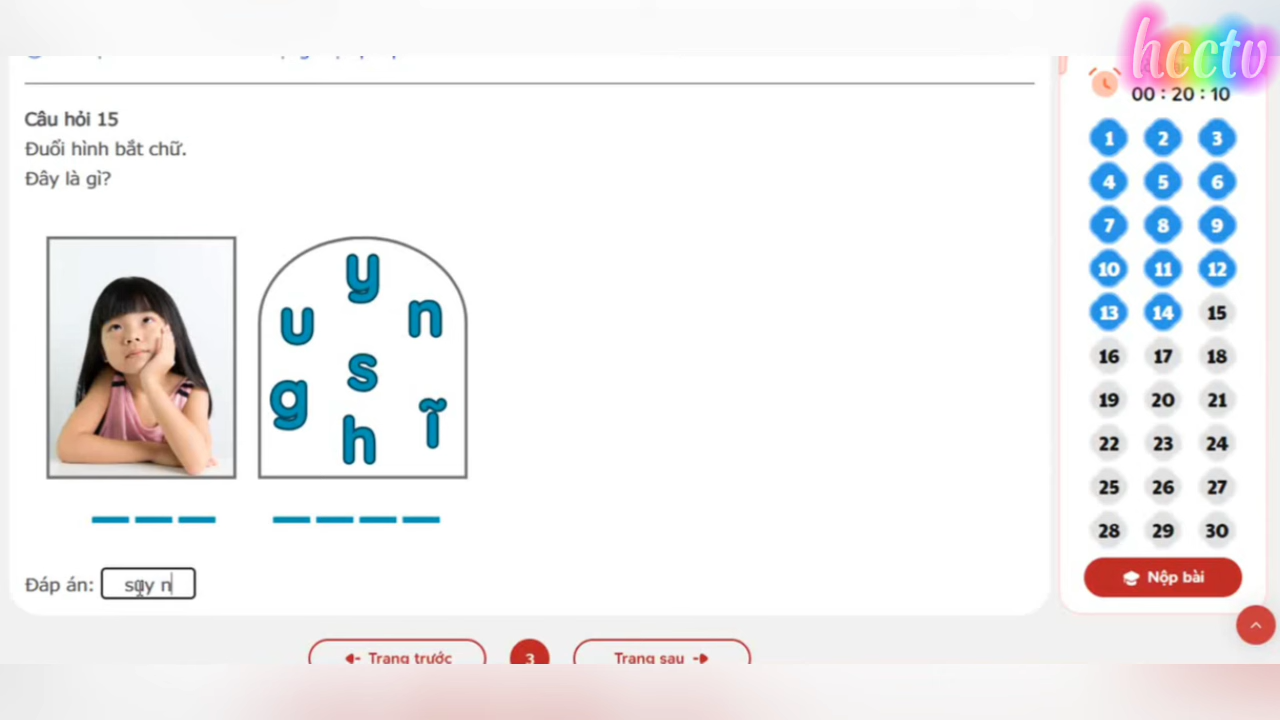 hcctv
00 : 20 : 10
Câu hỏi 15
Đuổi hình bắt chữ.
Đây là gì?
y
u n
s
g ĩ
h
Đáp án: suy n
1 2 3
4 5 6
7 8 9
10 11 12
13 14 15
16 17 18
19 20 21
22 23 24
25 26 27
28 29 30
Nộp bài
Trang trước 3 Trang sau